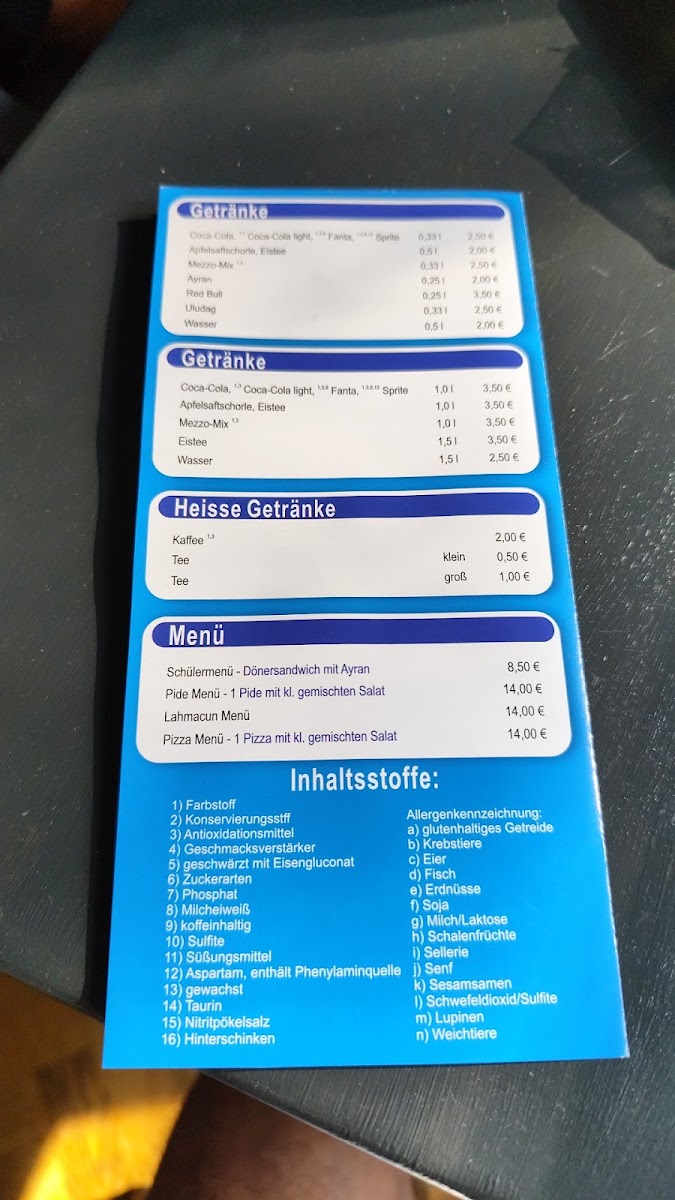 Getränke
Coca-Cola, Coca-Cola light, Fanta, Sprite 0,33 l 2,50 €
Apfelsaftschorle, Eistee 0,5 l 2,00 €
Mezzo-Mix 0,33 l 2,50 €
Ayran 0,25 l 2,00 €
Red Bull 0,25 l 3,50 €
Uludag 0,33 l 2,50 €
Wasser 0,5 l 2,00 €
Getränke
Coca-Cola, 1,3 Coca-Cola light, 1,3,8 Fanta, Sprite 1,0 l 3,50 €
Apfelsaftschorle, Eistee 1,0 l 3,50 €
Mezzo-Mix 1,3 1,0 l 3,50 €
Eistee 1,5 l 3,50 €
Wasser 1,5 l 2,50 €
Heisse Getränke
Kaffee 1,3 2,00 €
Tee klein 0,50 €
Tee groß 1,00 €
Menü
Schülermenü - Dönersandwich mit Ayran 8,50 €
Pide Menü - 1 Pide mit kl. gemischten Salat 14,00 €
Lahmacun Menü 14,00 €
Pizza Menü - 1 Pizza mit kl. gemischten Salat 14,00 €
Inhaltsstoffe:
1) Farbstoff
2) Konservierungsstff
3) Antioxidationsmittel
4) Geschmacksverstärker
5) geschwärzt mit Eisengluconat
6) Zuckerarten
7) Phosphat
8) Milcheiweiß
9) koffeinhaltig
10) Sulfite
11) Süßungsmittel
12) Aspartam, enthält Phenylaminquelle
13) gewachst
14) Taurin
15) Nitritpökelsalz
16) Hinterschinken
Allergenkennzeichnung:
a) glutenhaltiges Getreide
b) Krebstiere
c) Eier
d) Fisch
e) Erdnüsse
f) Soja
g) Milch/Laktose
h) Schalenfrüchte
i) Sellerie
j) Senf
k) Sesamsamen
l) Schwefeldioxid/Sulfite
m) Lupinen
n) Weichtiere